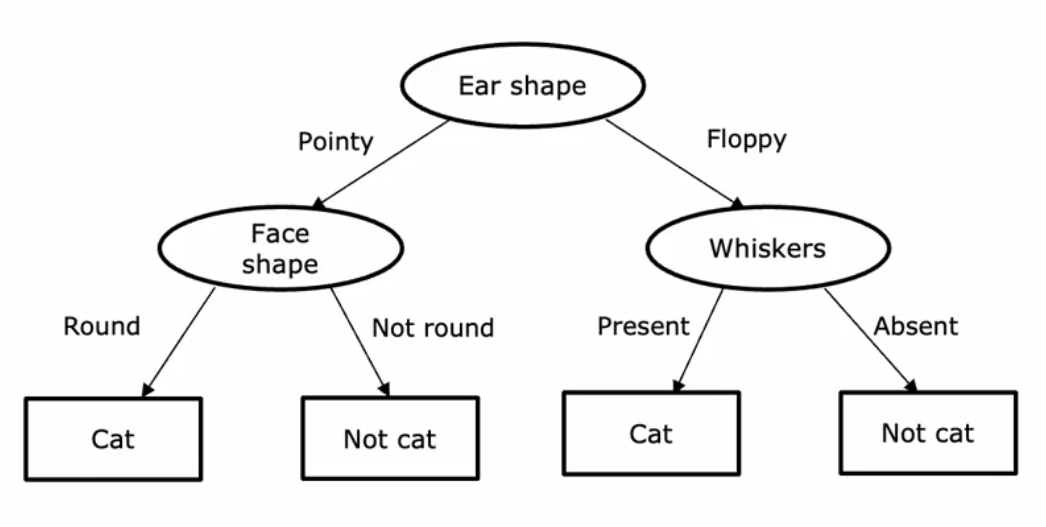 Ear shape
Pointy
Floppy
Face
shape
Whiskers
Round
Not round
Present
Absent
Cat
Not cat
Cat
Not cat